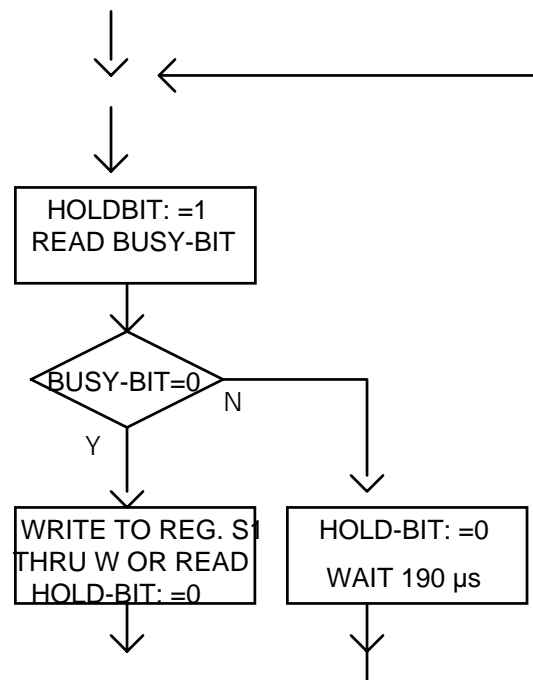 HOLDBIT: =1
READ BUSY-BIT
BUSY-BIT=0
N
Y
WRITE TO REG. S1
THRU W OR READ
HOLD-BIT: =0
HOLD-BIT: =0
WAIT 190 µs